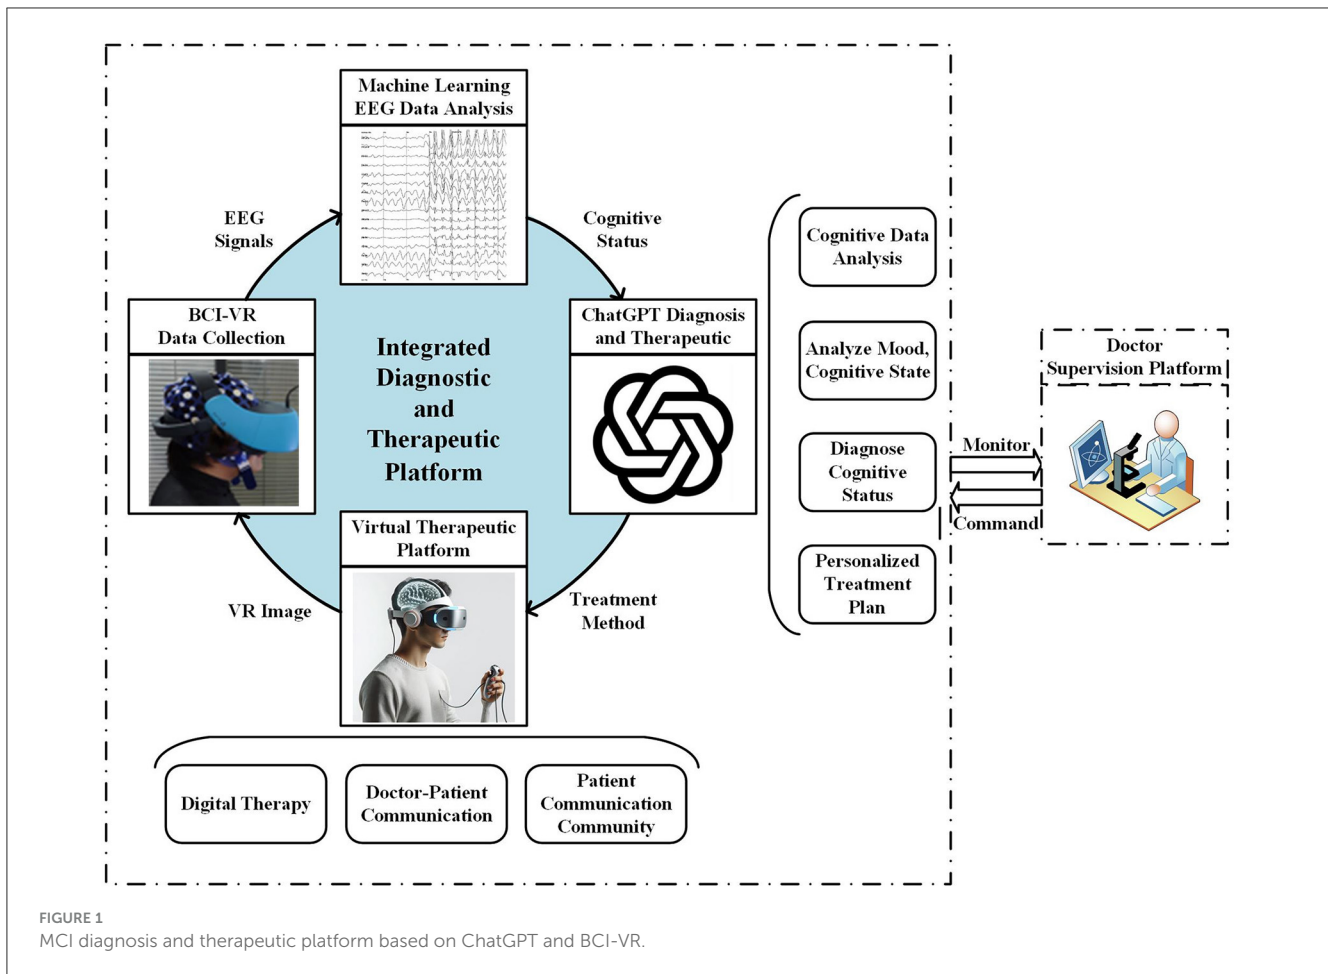 Machine Learning
EEG Data Analysis
EEG
Signals
Cognitive
Status
BCI-VR
Data Collection
Integrated
Diagnostic
and
Therapeutic
Platform
ChatGPT Diagnosis
and Therapeutic
Virtual Therapeutic
Platform
VR Image
Treatment
Method
Cognitive Data
Analysis
Analyze Mood,
Cognitive State
Diagnose
Cognitive
Status
Personalized
Treatment
Plan
Monitor
Command
Doctor
Supervision Platform
Digital Therapy
Doctor-Patient
Communication
Patient
Communication
Community
FIGURE 1
MCI diagnosis and therapeutic platform based on ChatGPT and BCI-VR.